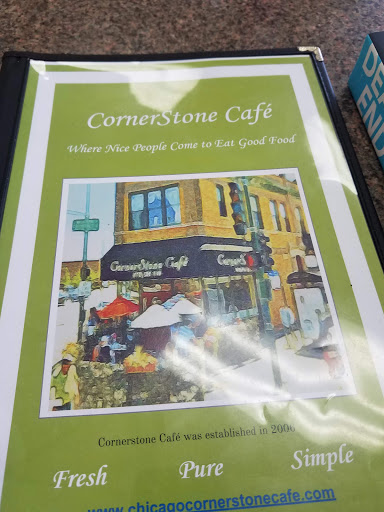 CornerStone Café
Where Nice People Come to Eat Good Food
CornerStone Café
Corner
Cornerstone Café was established in 2006
Fresh Pure Simple
www.chicagocornerstonecafe.com